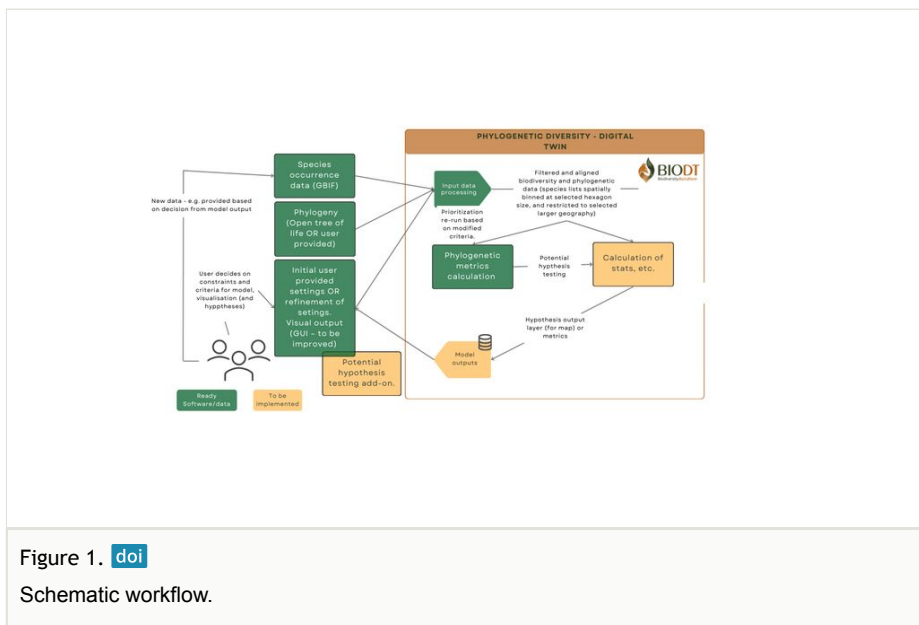 PHYLOGENETIC DIVERSITY - DIGITAL
TWIN
Species
occurrence
data (GBIF)
New data - e.g. provided based
on decision from model output
Phylogeny
(Open tree of
life OR user
provided)
User decides on
constraints and
criteria for model,
visualisation (and
hypptheses)
Initial user
provided
settings OR
refinement of
setings.
Visual output
(GUI - to be
improved)
Potential
hypothesis
testing add-on.
Ready
Software/data
To be
implemented
Input data
processing
Prioritization
re-run based
on modified
criteria.
Filtered and aligned
biodiversity and phylogenetic
data (species lists spatially
binned at selected hexagon
size, and restricted to selected
larger geography)
BIODT
Phylogenetic
metrics
calculation
Potential
hypthesis
testing
Calculation of
stats, etc.
Hypothesis output
layer (for map) or
metrics
Model
outputs
Figure 1. doi
Schematic workflow.